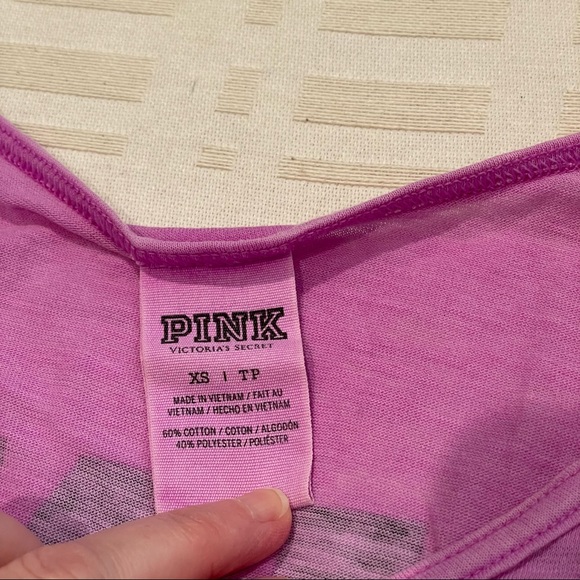 PINK
VICTORIA'S SECRET
XS | TP
MADE IN VIETNAM / FAIT AU
VIETNAM / HECHO EN VIETNAM
60% COTTON / COTON / ALGODÓN
40% POLYESTER / POLIÉSTER